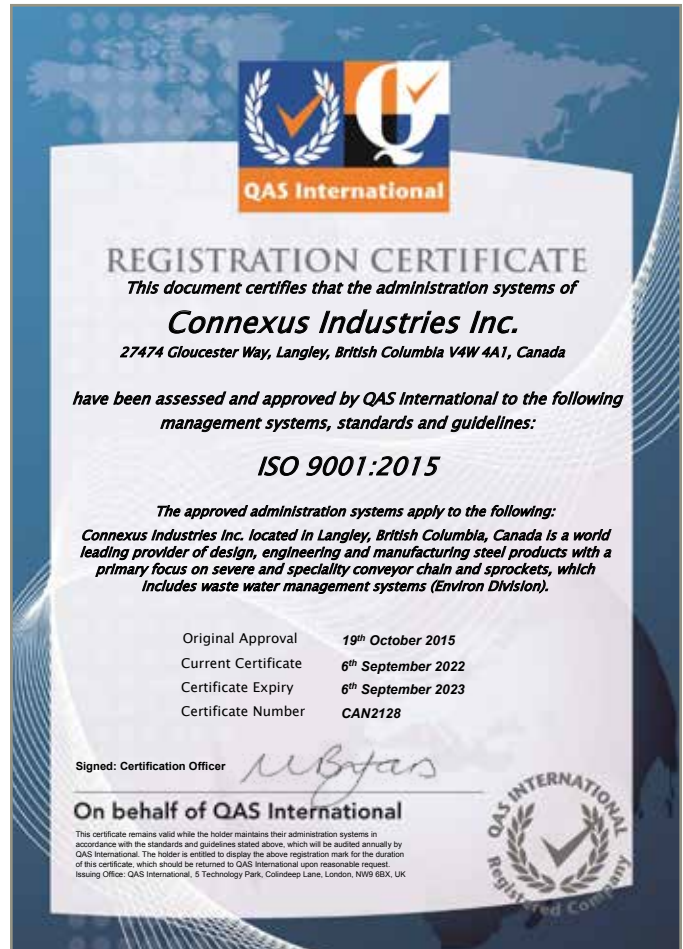 QAS International
REGISTRATION CERTIFICATE
This document certifies that the administration systems of
Connexus Industries Inc.
27474 Gloucester Way, Langley, British Columbia V4W 4A1, Canada
have been assessed and approved by QAS International to the following
management systems, standards and guidelines:
ISO 9001:2015
The approved administration systems apply to the following:
Connexus Industries Inc. located in Langley, British Columbia, Canada is a world
leading provider of design, engineering and manufacturing steel products with a
primary focus on severe and speciality conveyor chain and sprockets, which
includes waste water management systems (Environ Division).
Original Approval 19th October 2015
Current Certificate 6th September 2022
Certificate Expiry 6th September 2023
Certificate Number CAN2128
Signed: Certification Officer
On behalf of QAS International
This certificate remains valid while the holder maintains their administration systems in
accordance with the standards and guidelines stated above, which will be audited annually by
QAS International. The holder is entitled to display the above registration mark for the duration
of this certificate, which should be returned to QAS International upon reasonable request.
Issuing Office: QAS International, 5 Technology Park, Colindeep Lane, London, NW9 6BX, UK
QAS INTERNATIONAL
Registered Company